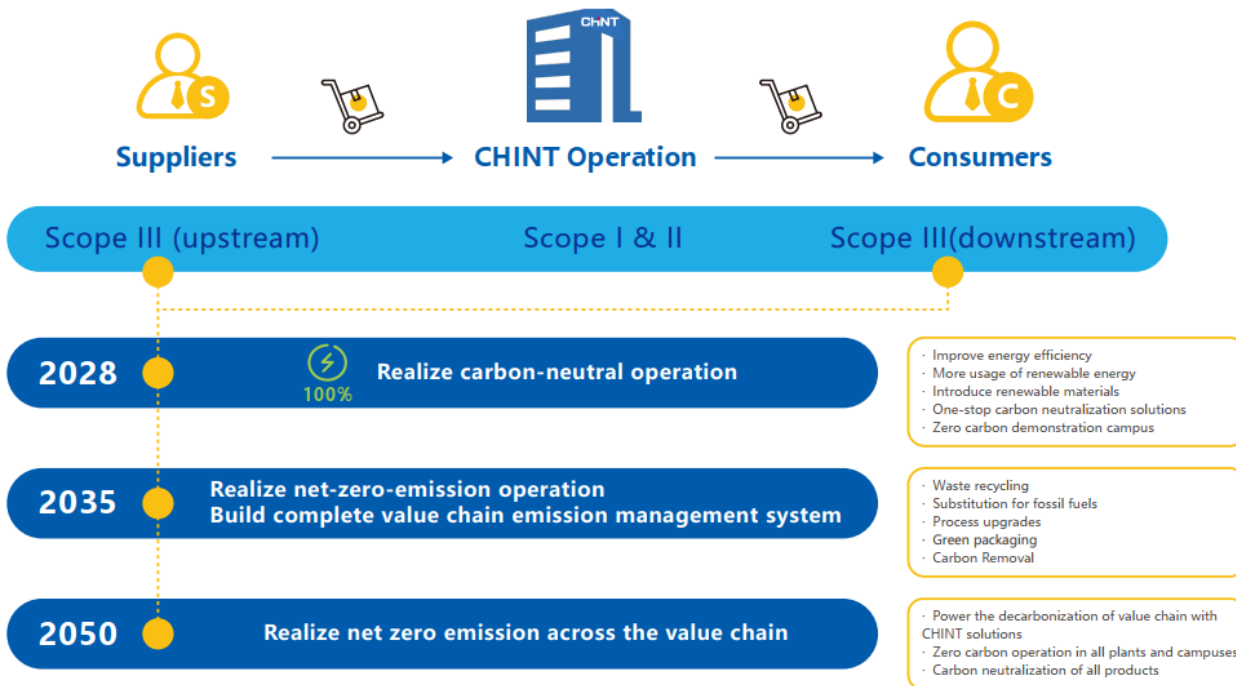 CHNT
S
C
Suppliers
CHINT Operation
Consumers
Scope III (upstream)
Scope I & II
Scope III(downstream)
2028
100%
Realize carbon-neutral operation
· Improve energy efficiency
· More usage of renewable energy
· Introduce renewable materials
· One-stop carbon neutralization solutions
· Zero carbon demonstration campus
2035
Realize net-zero-emission operation
Build complete value chain emission management system
· Waste recycling
· Substitution for fossil fuels
· Process upgrades
· Green packaging
· Carbon Removal
2050
Realize net zero emission across the value chain
· Power the decarbonization of value chain with
CHINT solutions
· Zero carbon operation in all plants and campuses
· Carbon neutralization of all products